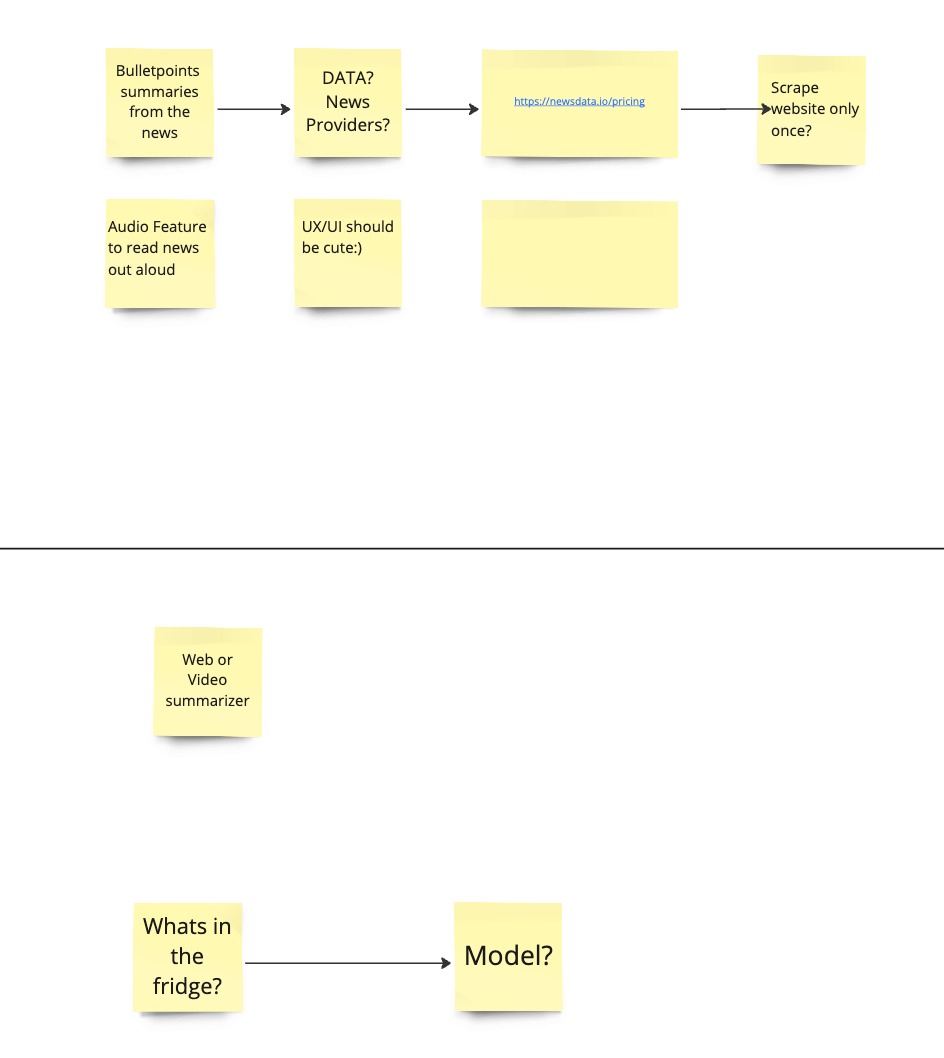 Bulletpoints
summaries
from the
news
DATA?
News
Providers?
https://newsdata.io/pricing
Scrape
website only
once?
Audio Feature
to read news
out aloud
UX/UI should
be cute:)
Web or
Video
summarizer
Whats in
the
fridge?
Model?